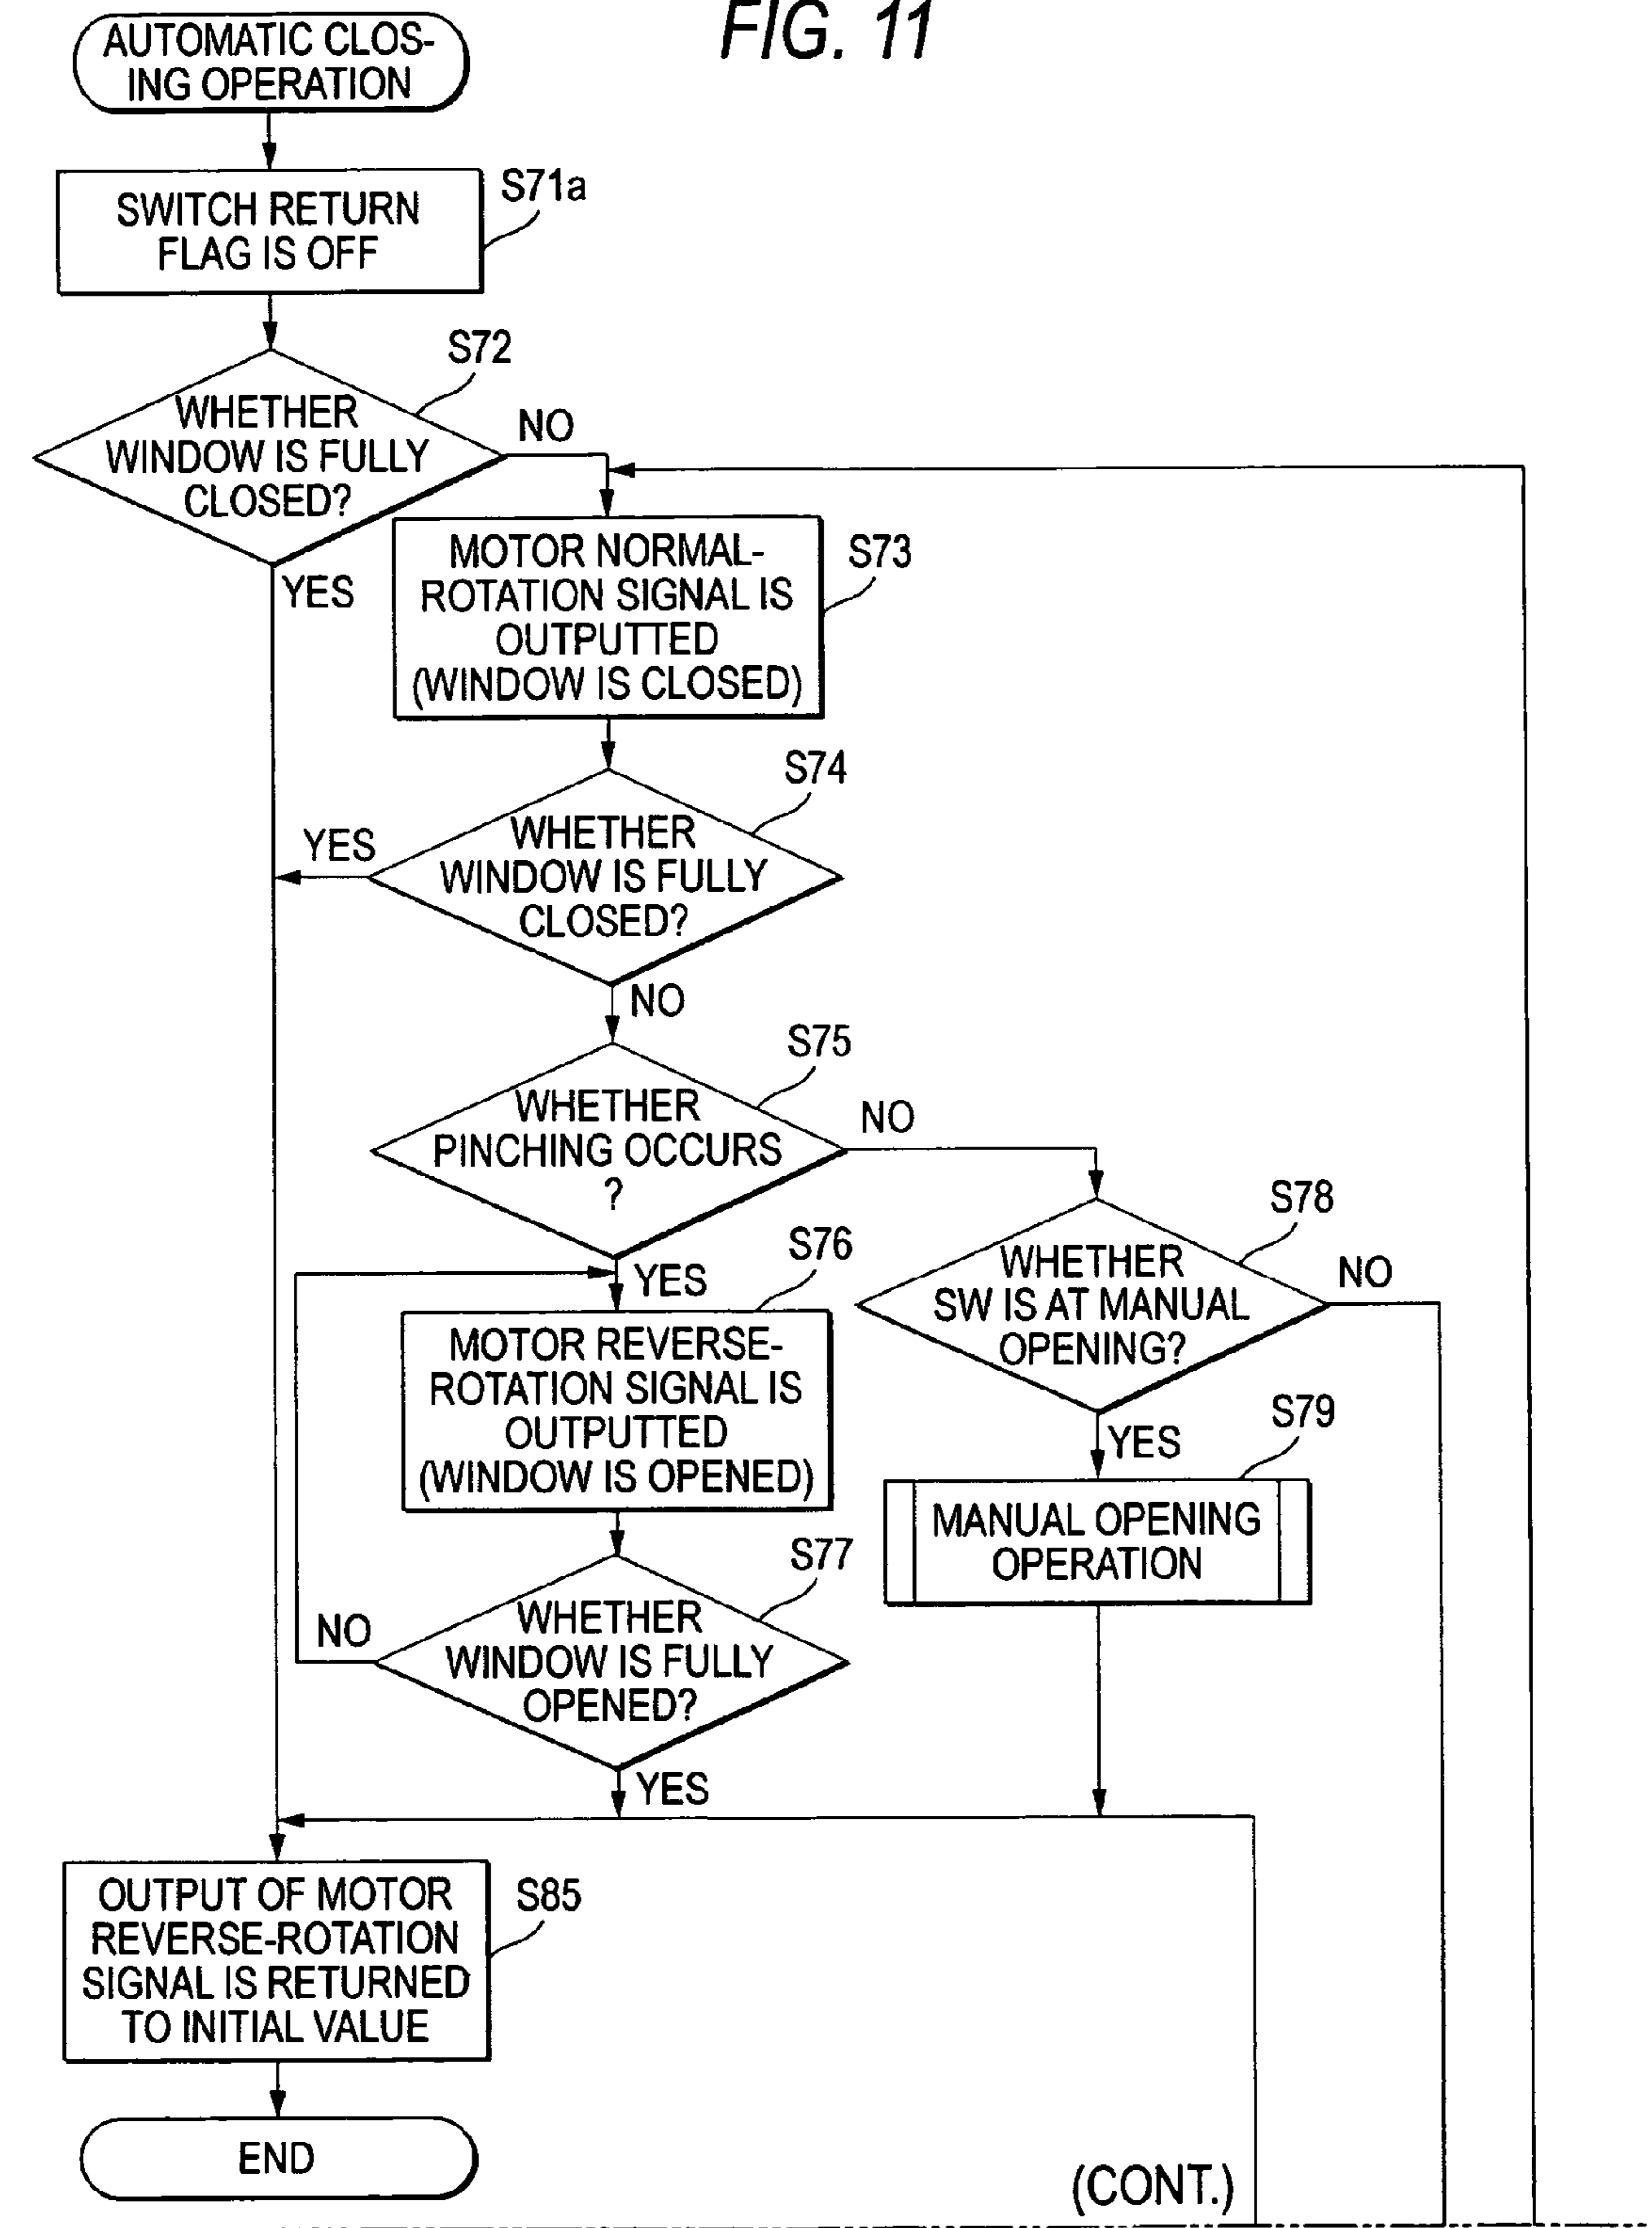 FIG. 11
AUTOMATIC CLOS-
ING OPERATION
SWITCH RETURN
FLAG IS OFF
S71a
S72
WHETHER
WINDOW IS FULLY
CLOSED?
NO
YES
MOTOR NORMAL-
ROTATION SIGNAL IS
OUTPUTTED
(WINDOW IS CLOSED)
S73
S74
WHETHER
WINDOW IS FULLY
CLOSED?
YES
NO
S75
WHETHER
PINCHING OCCURS
?
NO
YES
S76
MOTOR REVERSE-
ROTATION SIGNAL IS
OUTPUTTED
(WINDOW IS OPENED)
S77
WHETHER
WINDOW IS FULLY
OPENED?
NO
YES
S78
WHETHER
SW IS AT MANUAL
OPENING?
NO
YES
S79
MANUAL OPENING
OPERATION
OUTPUT OF MOTOR
REVERSE-ROTATION
SIGNAL IS RETURNED
TO INITIAL VALUE
S85
END
(CONT.)